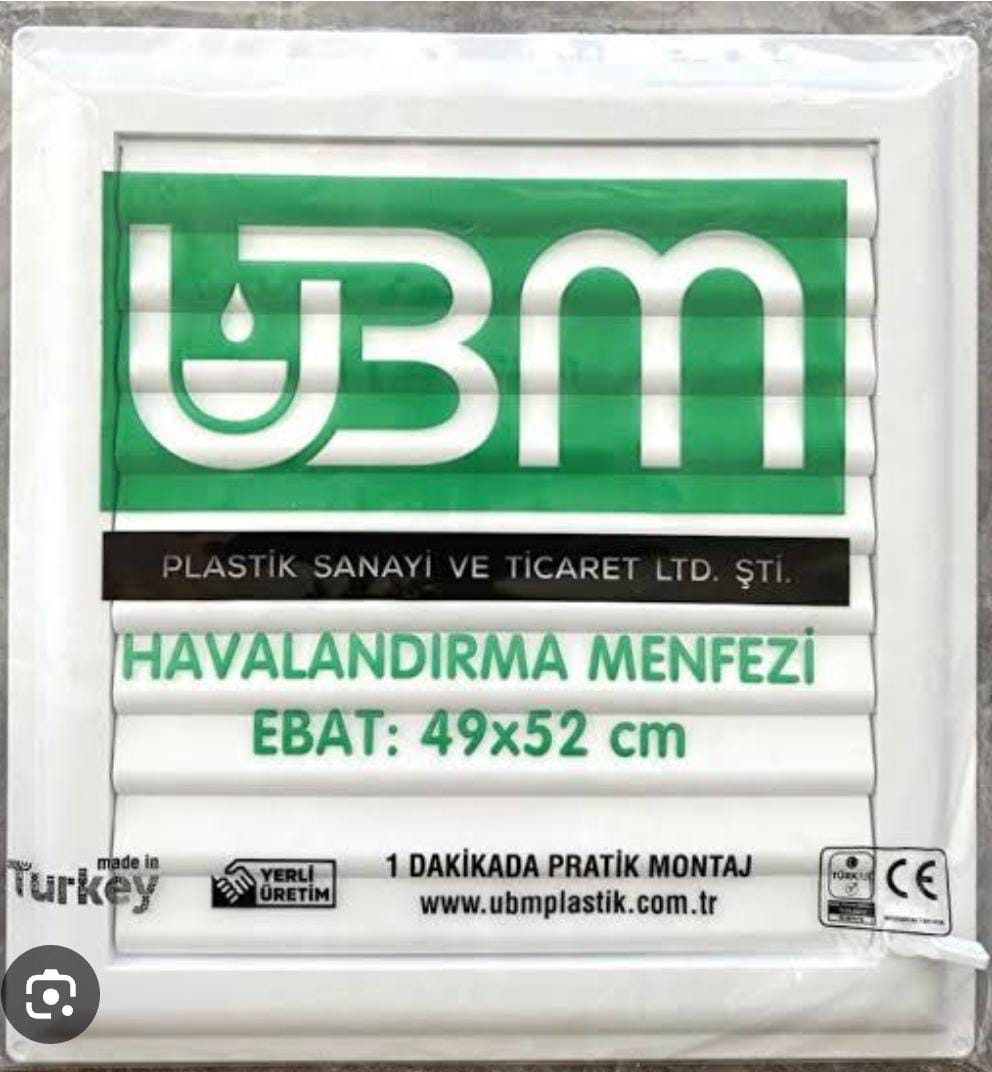 UBM
PLASTİK SANAYİ VE TİCARET LTD. ŞTİ.
HAVALANDIRMA MENFEZİ
EBAT: 49x52 cm
made in
Turkey
YERLİ
ÜRETİM
1 DAKİKADA PRATİK MONTAJ
www.ubmplastik.com.tr
CE